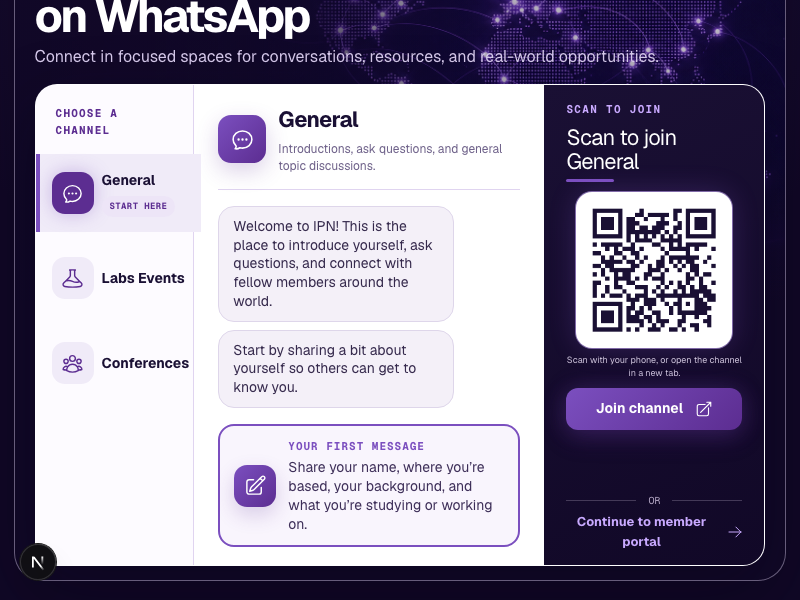 on WhatsApp
Connect in focused spaces for conversations, resources, and real-world opportunities.
CHOOSE A
CHANNEL
General
START HERE
Labs Events
Conferences
General
Introductions, ask questions, and general
topic discussions.
Welcome to IPN! This is the
place to introduce yourself, ask
questions, and connect with
fellow members around the
world.
Start by sharing a bit about
yourself so others can get to
know you.
YOUR FIRST MESSAGE
Share your name, where you’re
based, your background, and
what you’re studying or working
on.
SCAN TO JOIN
Scan to join
General
Scan with your phone, or open the channel
in a new tab.
Join channel
OR
Continue to member
portal
N